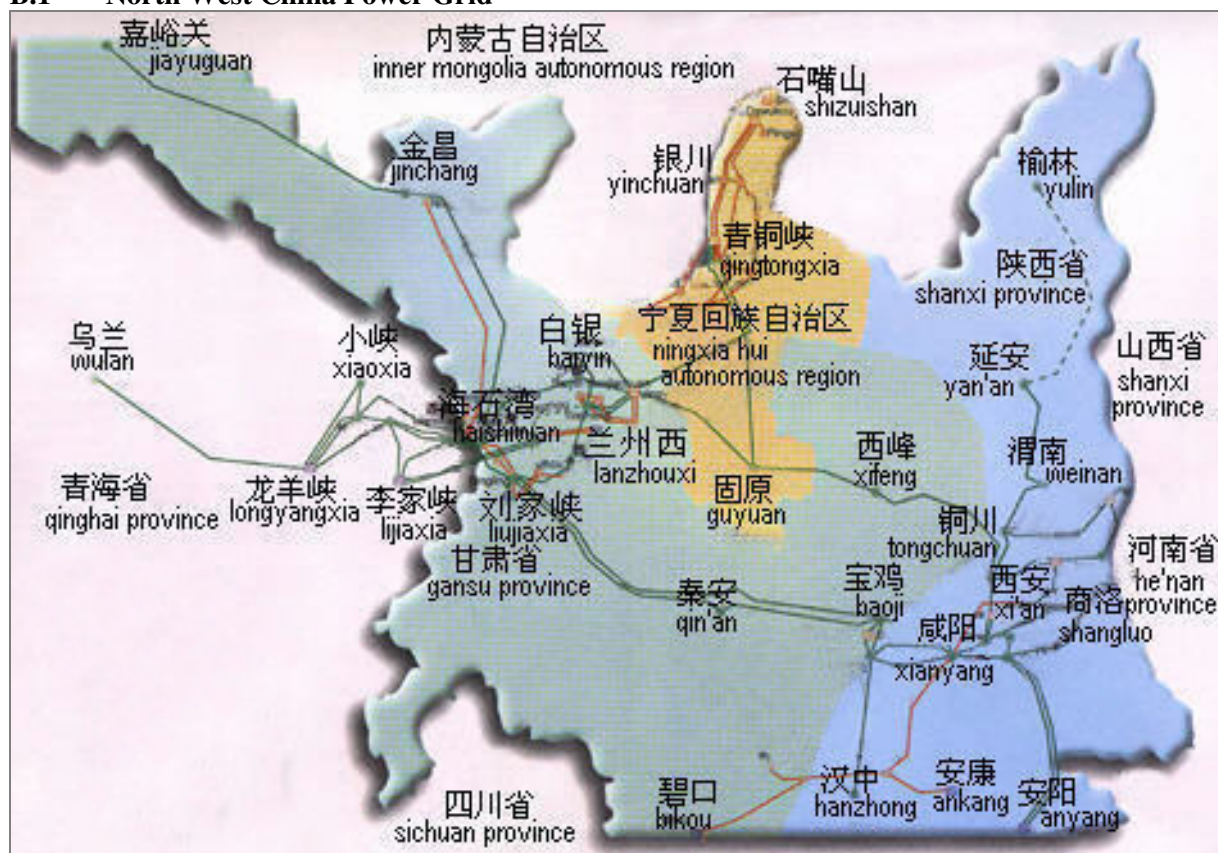 B.1 North West China Power Grid
嘉峪关
jiayuguan
内蒙古自治区
inner mongolia autonomous region
石嘴山
shizuishan
金昌
jinchang
银川
yinchuan
榆林
yulin
青铜峡
qingtongxia
陕西省
shanxi province
乌兰
wulan
小峡
xiaoxia
白银
baiyin
宁夏回族自治区
ningxia hui
autonomous region
延安
yan'an
山西省
shanxi
province
海石湾
haishiwan
兰州西
lanzhouxi
西峰
xifeng
渭南
weinan
青海省
qinghai province
龙羊峡
longyangxia
李家峡
lijiaxia
刘家峡
liujiaxia
固原
guyuan
铜川
tongchuan
甘肃省
gansu province
河南省
he'nan
province
秦安
qin'an
宝鸡
baoji
西安
xi'an
商洛
shangluo
咸阳
xianyang
碧口
bikou
汉中
hanzhong
安康
ankang
安阳
anyang
四川省
sichuan province